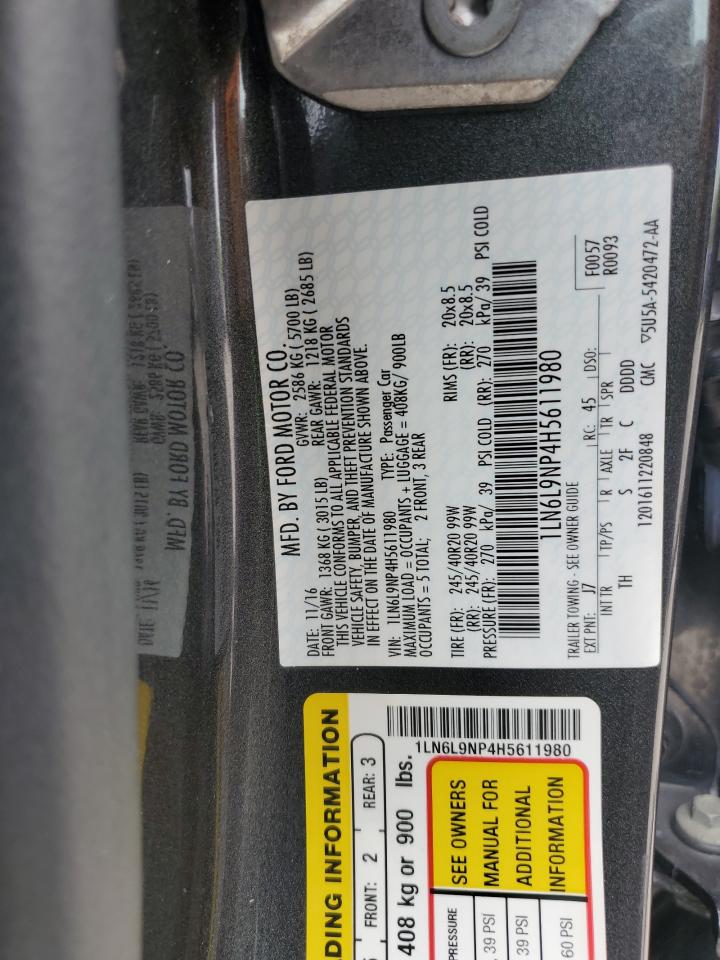 MFD. BY FORD MOTOR CO.
DATE: 11/16 GVWR: 2586 KG ( 5700 LB)
FRONT GAWR: 1368 KG ( 3015 LB) REAR GAWR: 1218 KG ( 2685 LB)
THIS VEHICLE CONFORMS TO ALL APPLICABLE FEDERAL MOTOR
VEHICLE SAFETY, BUMPER, AND THEFT PREVENTION STANDARDS
IN EFFECT ON THE DATE OF MANUFACTURE SHOWN ABOVE.
VIN: 1LN6L9NP4H5611980 TYPE: Passenger Car
MAXIMUM LOAD = OCCUPANTS + LUGGAGE = 408KG/ 900LB
OCCUPANTS = 5 TOTAL; 2 FRONT, 3 REAR
TIRE (FR): 245/40R20 99W RIMS (FR): 20x8.5
(RR): 245/40R20 99W (RR): 20x8.5
PRESSURE (FR): 270 kPa/ 39 PSI COLD (RR): 270 kPa/ 39 PSI COLD
1LN6L9NP4H5611980
TRAILER TOWING - SEE OWNER GUIDE F0057
EXT PNT: J7 RC: 45 DSO: R0093
INT TR TP/PS R AXLE TR SPR
TH S 2F C DDDD
1201611220848 CMC ▽5U5A-5420472-AA
DING INFORMATION
FRONT: 2 REAR: 3
408 kg or 900 lbs.
1LN6L9NP4H5611980
PRESSURE SEE OWNERS
, 39 PSI MANUAL FOR
39 PSI ADDITIONAL
60 PSI INFORMATION